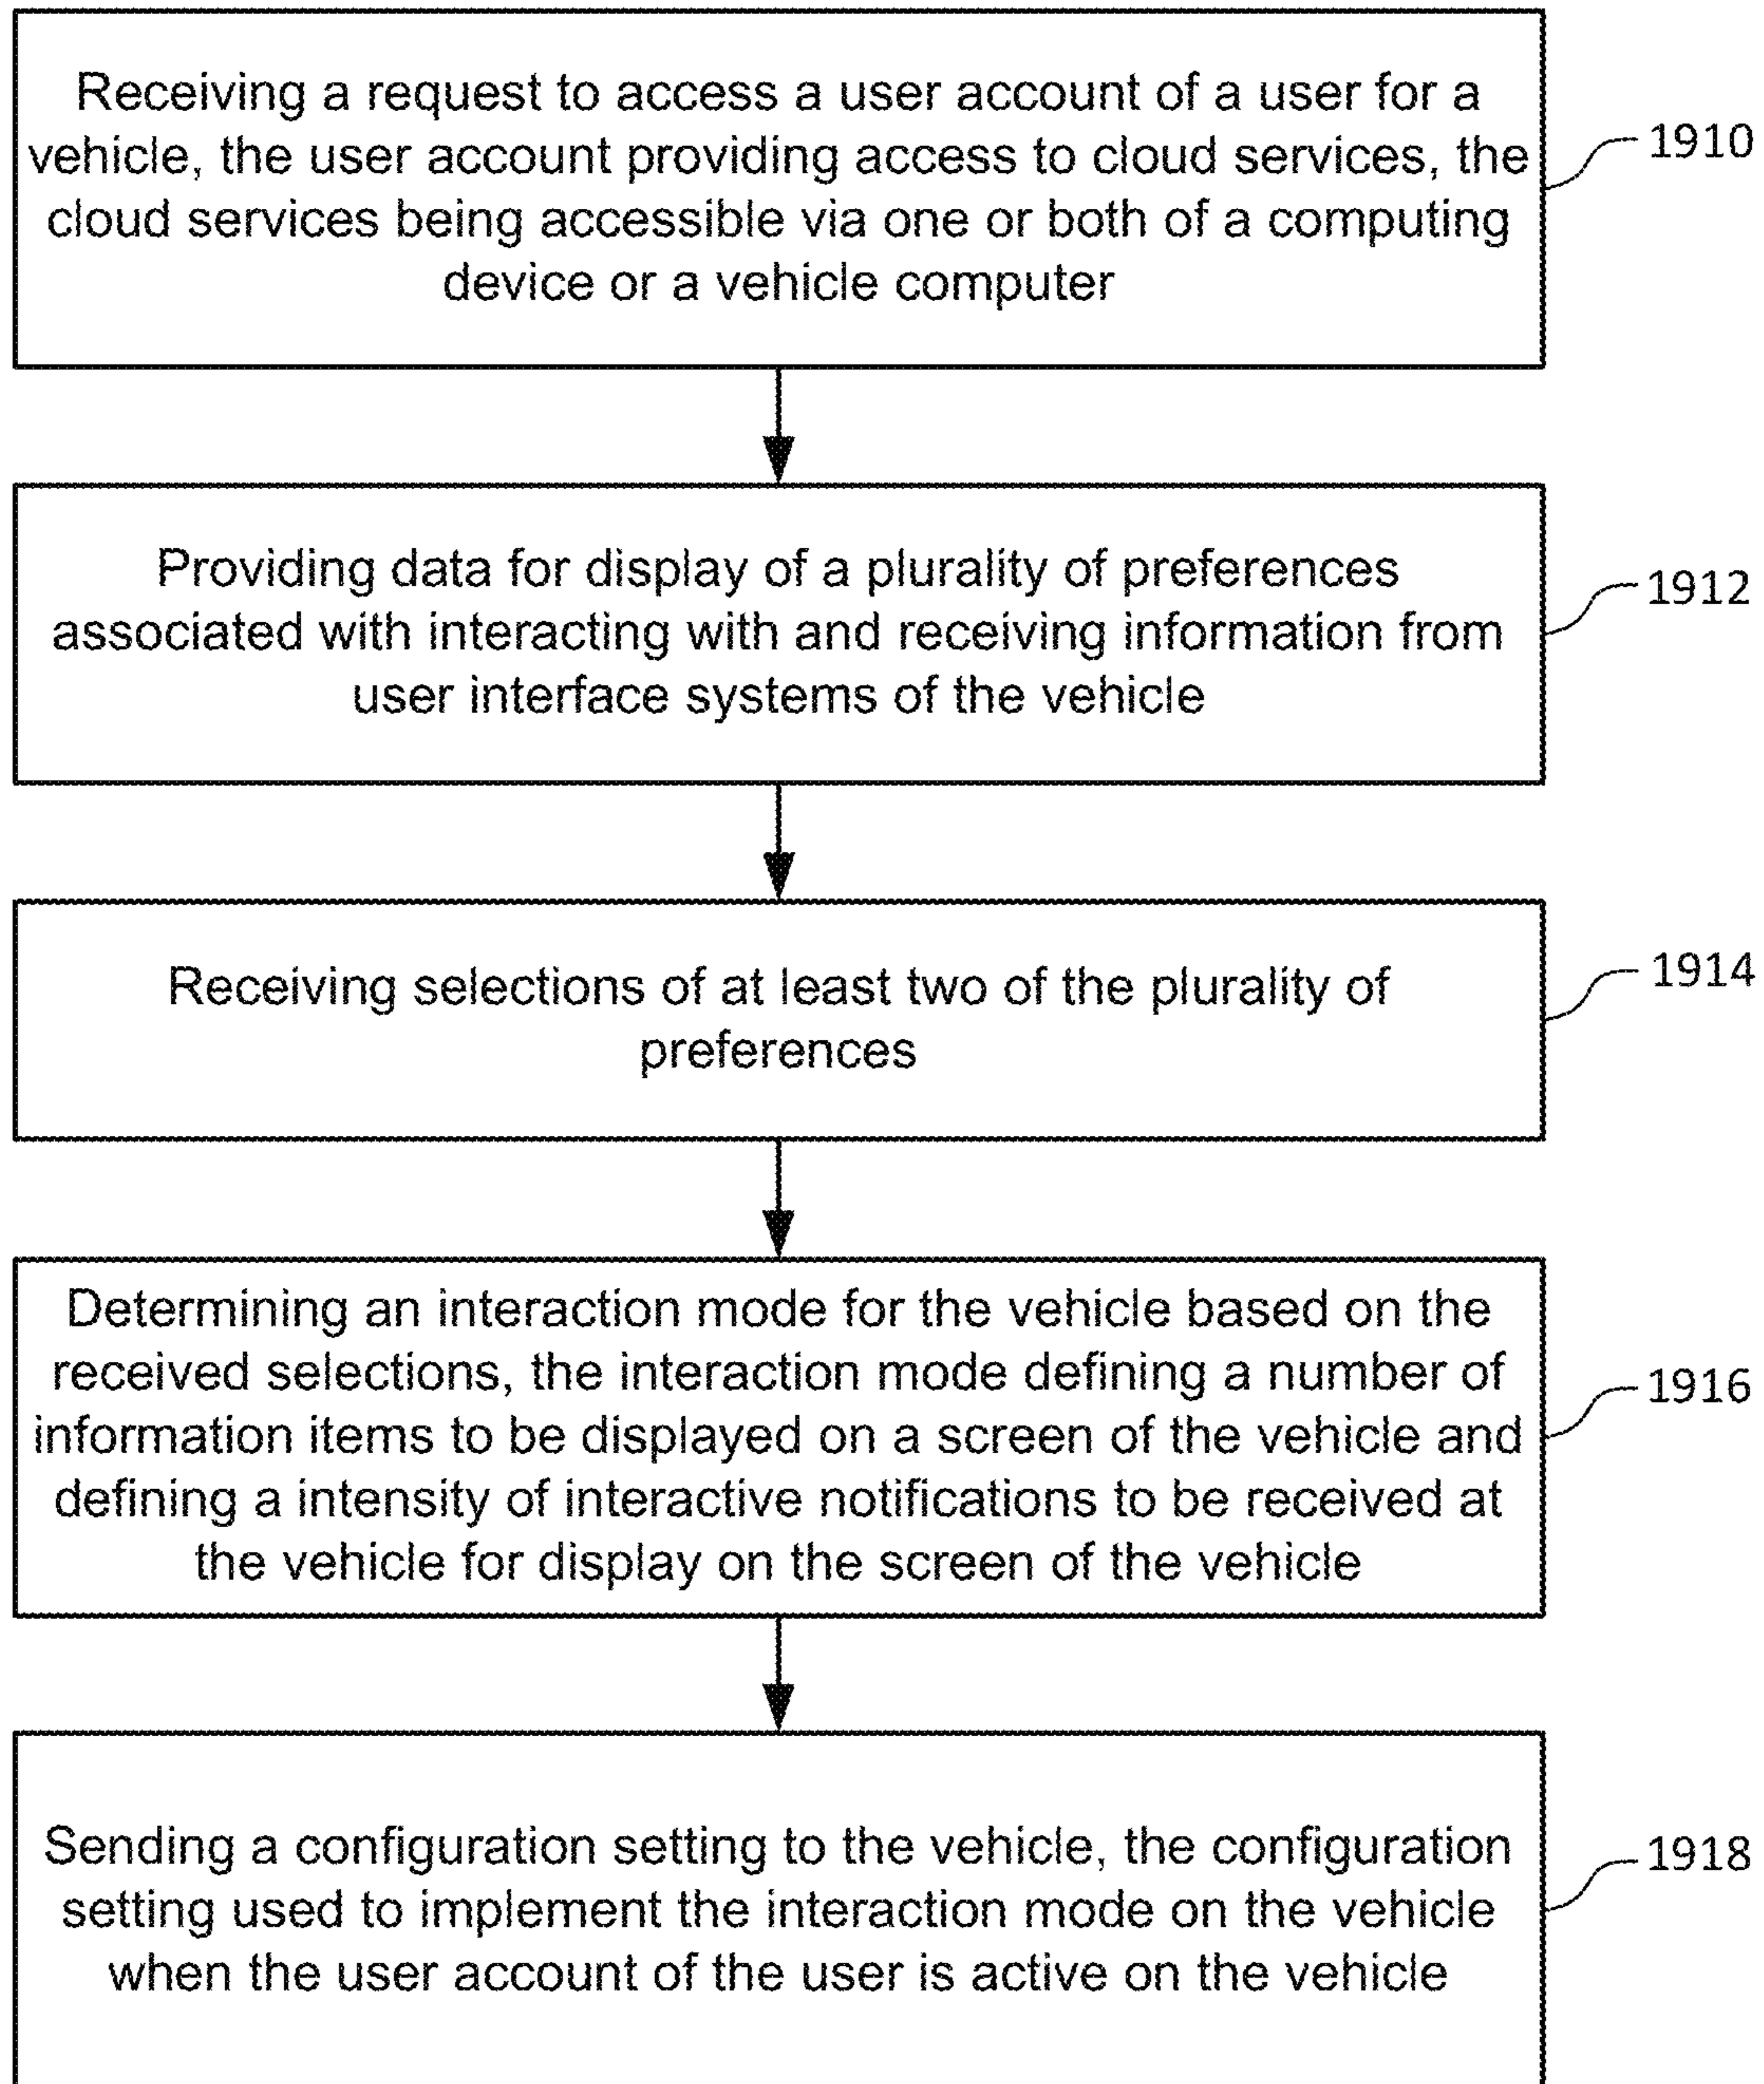 Receiving a request to access a user account of a user for a
vehicle, the user account providing access to cloud services, the
cloud services being accessible via one or both of a computing
device or a vehicle computer
1910
Providing data for display of a plurality of preferences
associated with interacting with and receiving information from
user interface systems of the vehicle
1912
Receiving selections of at least two of the plurality of
preferences
1914
Determining an interaction mode for the vehicle based on the
received selections, the interaction mode defining a number of
information items to be displayed on a screen of the vehicle and
defining a intensity of interactive notifications to be received at
the vehicle for display on the screen of the vehicle
1916
Sending a configuration setting to the vehicle, the configuration
setting used to implement the interaction mode on the vehicle
when the user account of the user is active on the vehicle
1918